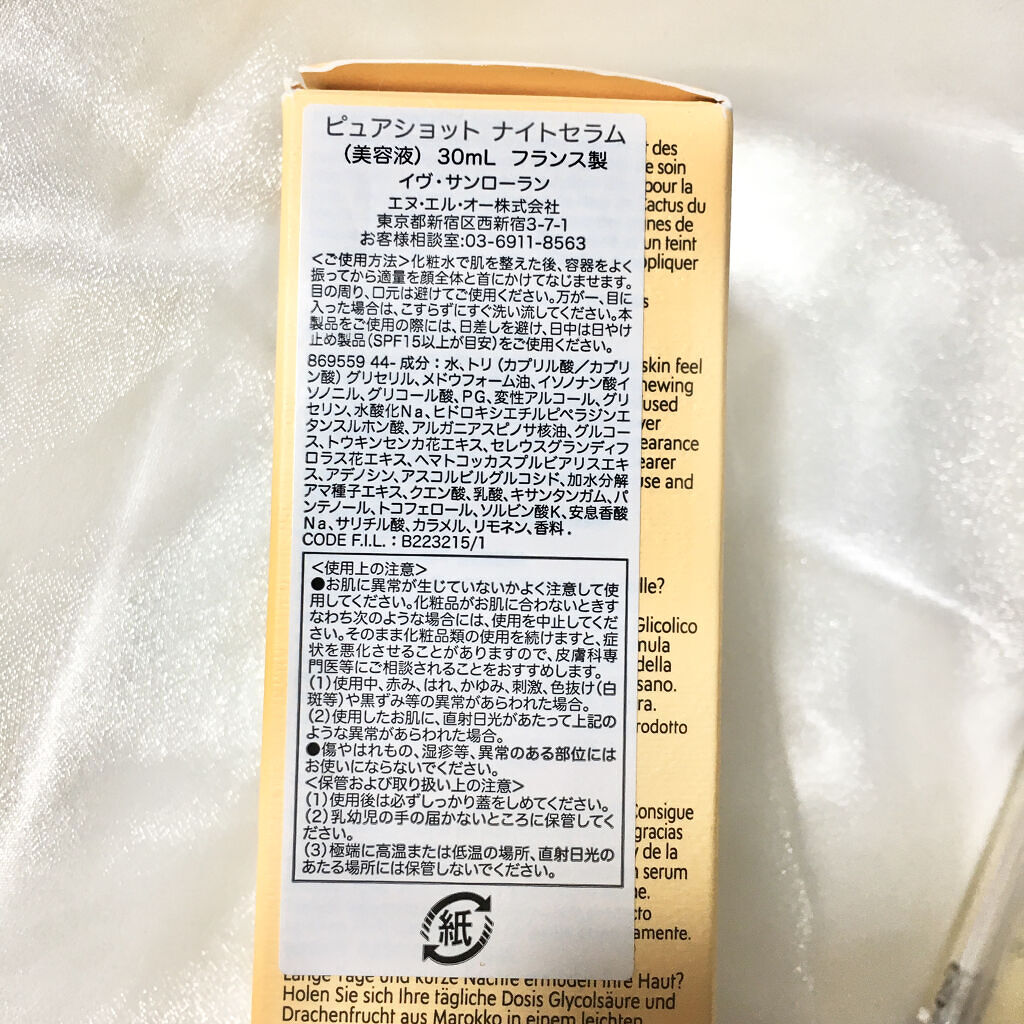 ピュアショット ナイトセラム
（美容液） 30mL フランス製
イヴ・サンローラン
エヌ・エル・オー株式会社
東京都新宿区西新宿3-7-1
お客様相談室:03-6911-8563
＜ご使用方法＞化粧水で肌を整えた後、容器をよく
振ってから適量を顔全体と首にかけてなじませます。
目の周り、口元は避けてご使用ください。万が一、目に
入った場合は、こすらずにすぐ洗い流してください。本
製品をご使用の際には、日差しを避け、日中は日やけ
止め製品（SPF15以上が目安）をご使用ください。
869559 44- 成分：水、トリ（カプリル酸／カプリ
ン酸）グリセリル、メドウフォーム油、イソノナン酸イ
ソノニル、グリコール酸、PG、変性アルコール、グリ
セリン、水酸化Na、ヒドロキシエチルピペラジンエ
タンスルホン酸、アルガニアスピノサ核油、グルコー
ス、トウキンセンカ花エキス、セレウスグランディフ
ロラス花エキス、ヘマトコッカスプルビアリスエキ
ス、アデノシン、アスコルビルグルコシド、加水分解
アマ種子エキス、クエン酸、乳酸、キサンタンガム、パ
ンテノール、トコフェロール、ソルビン酸K、安息香酸
Na、サリチル酸、カラメル、リモネン、香料.
CODE F.I.L.：B223215/1
＜使用上の注意＞
●お肌に異常が生じていないかよく注意して使
用してください。化粧品がお肌に合わないときす
なわち次のような場合には、使用を中止してくだ
さい。そのまま化粧品類の使用を続けますと、症
状を悪化させることがありますので、皮膚科専
門医等にご相談されることをおすすめします。
（1）使用中、赤み、はれ、かゆみ、刺激、色抜け（白
斑等）や黒ずみ等の異常があらわれた場合。
（2）使用したお肌に、直射日光があたって上記の
ような異常があらわれた場合。
●傷やはれもの、湿疹等、異常のある部位には
お使いにならないでください。
＜保管および取り扱い上の注意＞
（1）使用後は必ずしっかり蓋をしめてください。
（2）乳幼児の手の届かないところに保管してく
ださい。
（3）極端に高温または低温の場所、直射日光の
あたる場所には保管しないでください。
紙
des
soin
pour la
Cactus du
un teint
skin feel
used
use and
Glicolico
della
sano.
Consigue
gracias
y de la
serum
Lange Tage und kurze Nächte ermüden Ihre Haut?
Holen Sie sich Ihre tägliche Dosis Glycolsäure und
Drachenfrucht aus Marokko in einem leichten